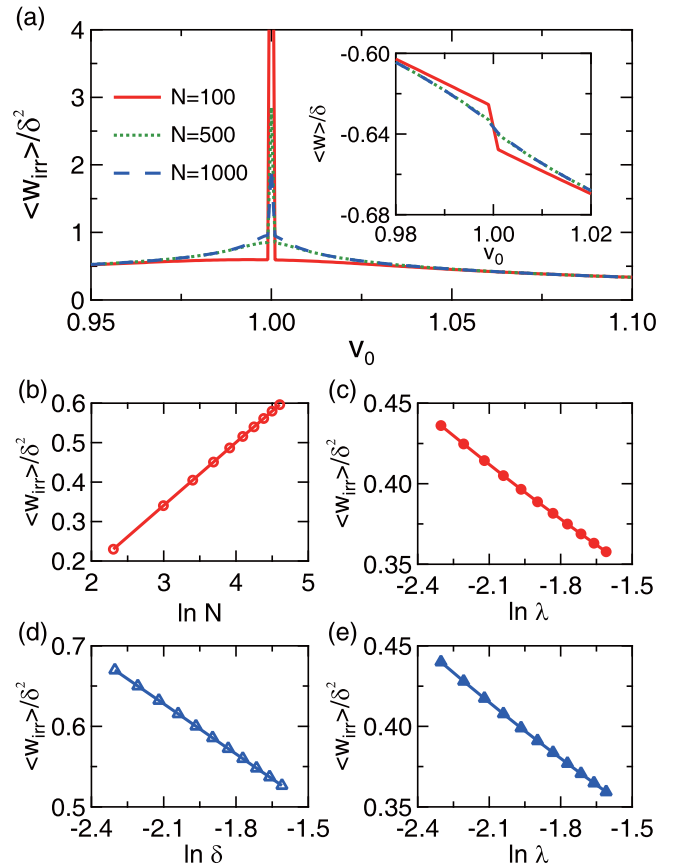 (a)
<W_irr>/δ²
4
3
2
1
0
N=100
N=500
N=1000
0.95
1.00
1.05
1.10
v₀
<w>/δ
-0.60
-0.64
-0.68
0.98
1.00
1.02
v₀
(b)
<W_irr>/δ²
0.6
0.5
0.4
0.3
0.2
2
3
4
5
ln N
(c)
<W_irr>/δ²
0.45
0.40
0.35
-2.4
-2.1
-1.8
-1.5
ln λ
(d)
<W_irr>/δ²
0.7
0.6
0.5
-2.4
-2.1
-1.8
-1.5
ln δ
(e)
<W_irr>/δ²
0.45
0.40
0.35
-2.4
-2.1
-1.8
-1.5
ln λ